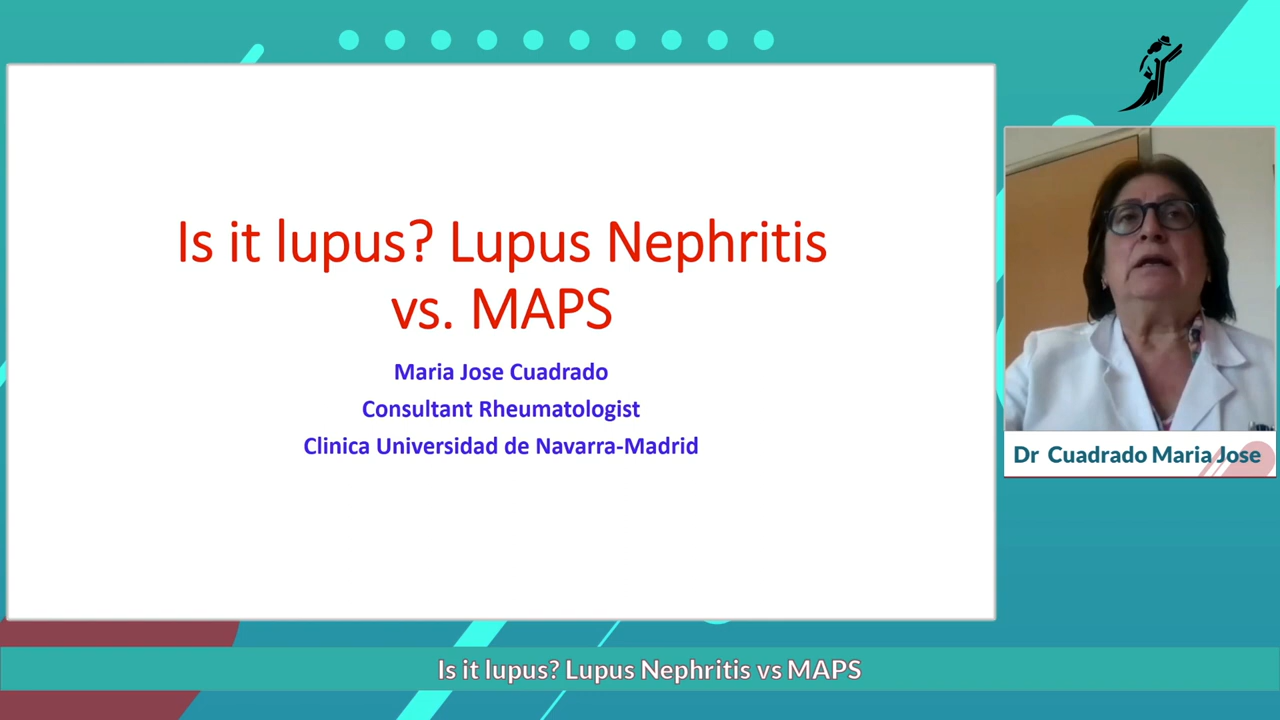 Is it lupus? Lupus Nephritis
vs. MAPS
Maria Jose Cuadrado
Consultant Rheumatologist
Clinica Universidad de Navarra-Madrid
Dr Cuadrado Maria Jose
Is it lupus? Lupus Nephritis vs MAPS